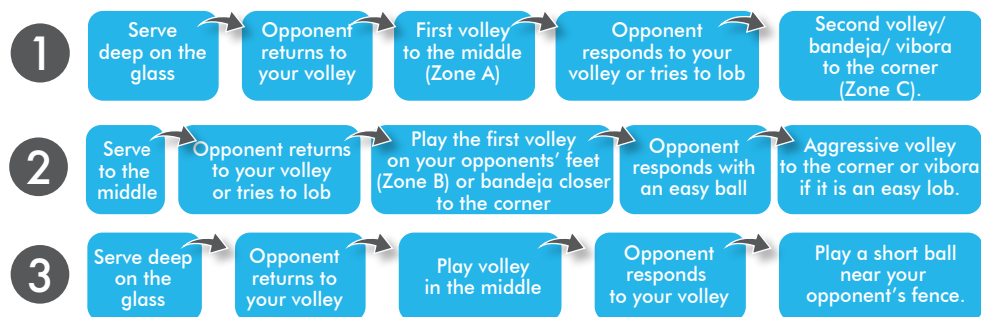 1
Serve
deep on the
glass
Opponent
returns to
your volley
First volley
to the middle
(Zone A)
Opponent
responds to your
volley or tries to lob
Second volley/
bandeja/ vibora
to the corner
(Zone C).
2
Serve
to the
middle
Opponent returns
to your volley
or tries to lob
Play the first volley
on your opponents’ feet
(Zone B) or bandeja closer
to the corner
Opponent
responds with
an easy ball
Aggressive volley
to the corner or vibora
if it is an easy lob.
3
Serve deep
on the
glass
Opponent
returns to
your volley
Play volley
in the middle
Opponent
responds
to your volley
Play a short ball
near your
opponent’s fence.